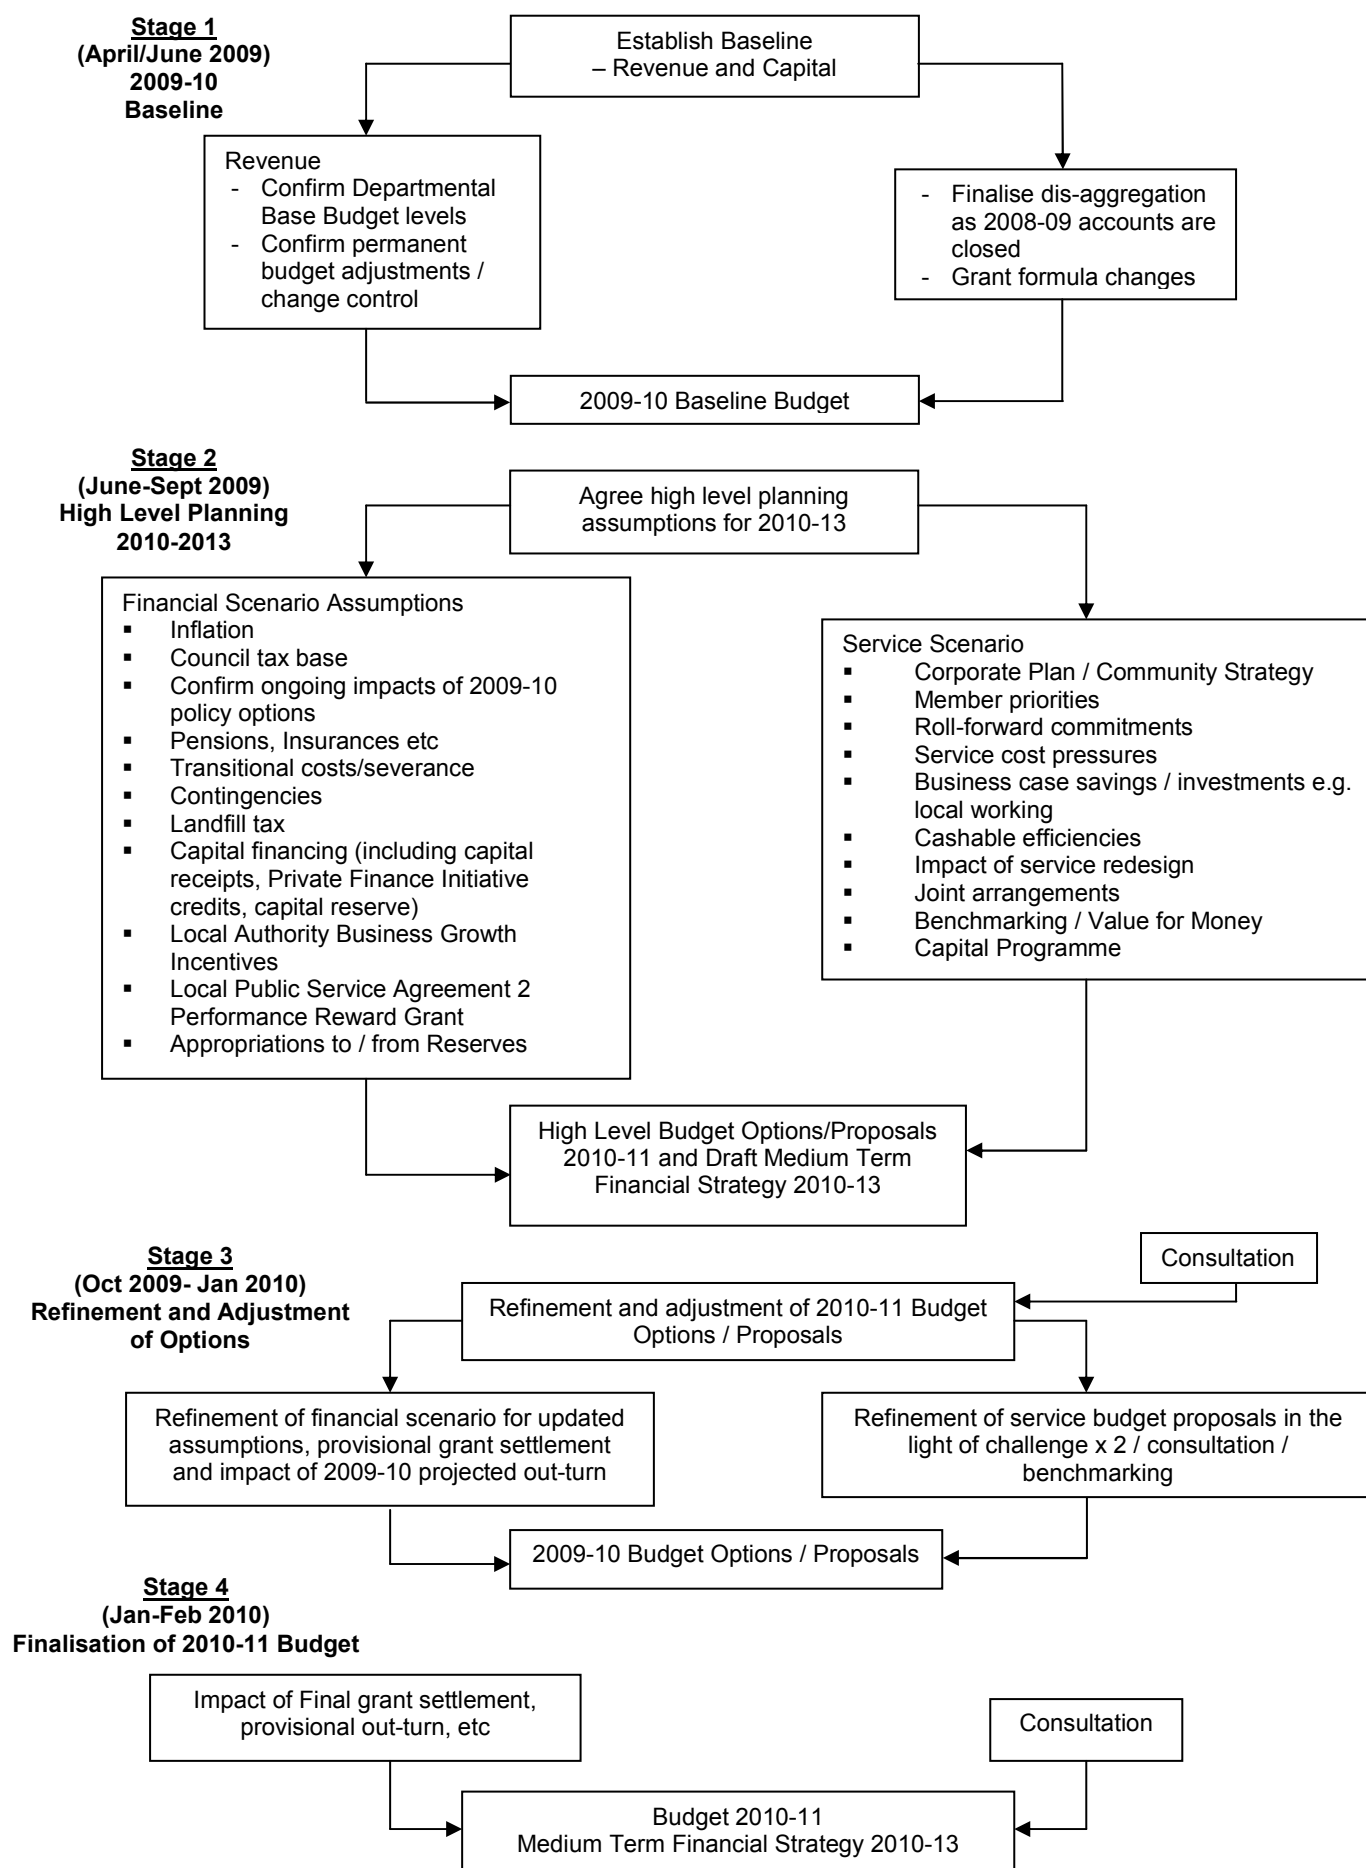 Stage 1
(April/June 2009)
2009-10
Baseline
Establish Baseline
– Revenue and Capital
Revenue
- Confirm Departmental
Base Budget levels
- Confirm permanent
budget adjustments /
change control
- Finalise dis-aggregation
as 2008-09 accounts are
closed
- Grant formula changes
2009-10 Baseline Budget
Stage 2
(June-Sept 2009)
High Level Planning
2010-2013
Agree high level planning
assumptions for 2010-13
Financial Scenario Assumptions
▪ Inflation
▪ Council tax base
▪ Confirm ongoing impacts of 2009-10
policy options
▪ Pensions, Insurances etc
▪ Transitional costs/severance
▪ Contingencies
▪ Landfill tax
▪ Capital financing (including capital
receipts, Private Finance Initiative
credits, capital reserve)
▪ Local Authority Business Growth
Incentives
▪ Local Public Service Agreement 2
Performance Reward Grant
▪ Appropriations to / from Reserves
Service Scenario
▪ Corporate Plan / Community Strategy
▪ Member priorities
▪ Roll-forward commitments
▪ Service cost pressures
▪ Business case savings / investments e.g.
local working
▪ Cashable efficiencies
▪ Impact of service redesign
▪ Joint arrangements
▪ Benchmarking / Value for Money
▪ Capital Programme
High Level Budget Options/Proposals
2010-11 and Draft Medium Term
Financial Strategy 2010-13
Stage 3
(Oct 2009- Jan 2010)
Refinement and Adjustment
of Options
Consultation
Refinement and adjustment of 2010-11 Budget
Options / Proposals
Refinement of financial scenario for updated
assumptions, provisional grant settlement
and impact of 2009-10 projected out-turn
Refinement of service budget proposals in the
light of challenge x 2 / consultation /
benchmarking
2009-10 Budget Options / Proposals
Stage 4
(Jan-Feb 2010)
Finalisation of 2010-11 Budget
Impact of Final grant settlement,
provisional out-turn, etc
Consultation
Budget 2010-11
Medium Term Financial Strategy 2010-13